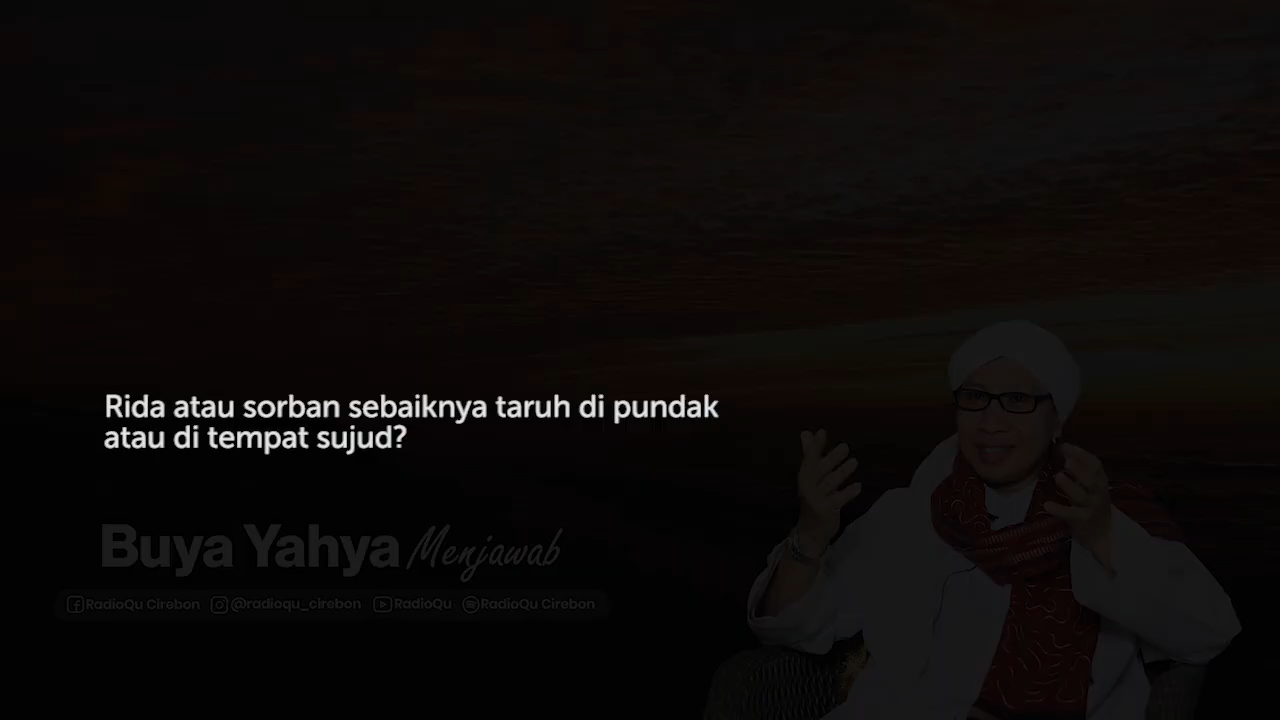 Rida atau sorban sebaiknya taruh di pundak
atau di tempat sujud?
Buya Yahya Menjawab
RadioQu Cirebon @radioqu_cirebon RadioQu RadioQu Cirebon